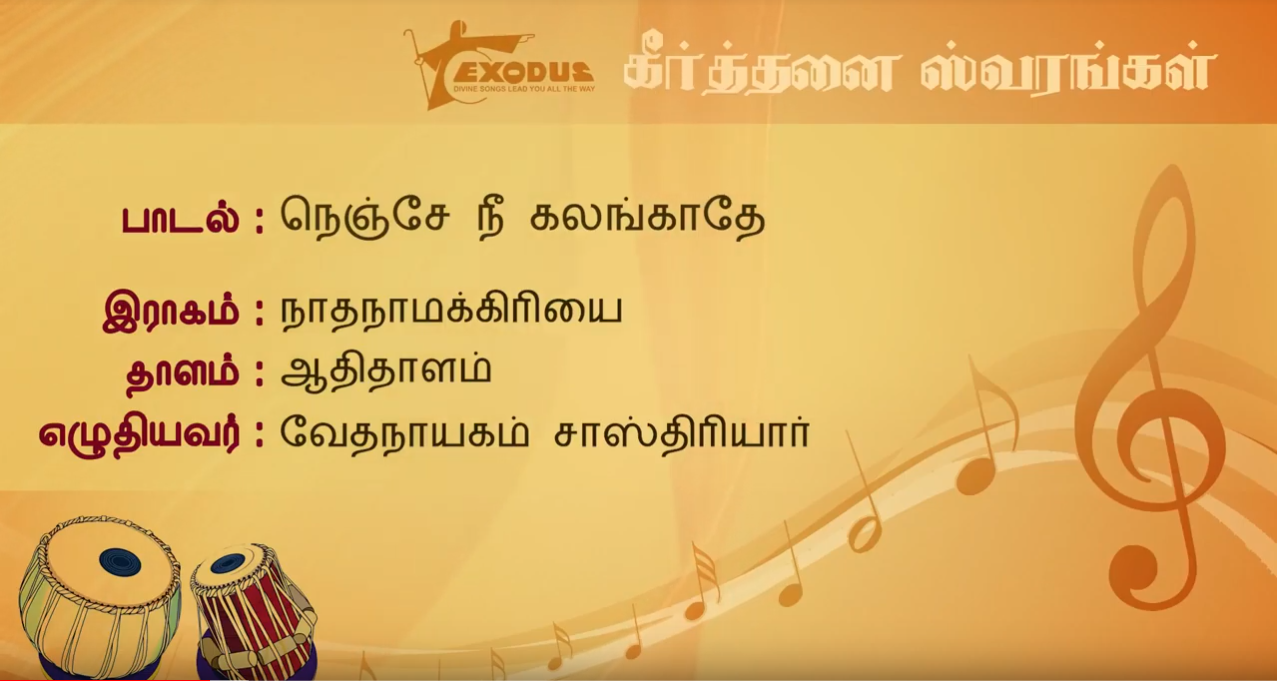 EXODUS
DIVINE SONGS LEAD YOU ALL THE WAY
கீர்த்தனை ஸ்வரங்கள்
பாடல் : நெஞ்சே நீ கலங்காதே
இராகம் : நாதநாமக்கிரியை
தாளம் : ஆதிதாளம்
எழுதியவர் : வேதநாயகம் சாஸ்திரியார்